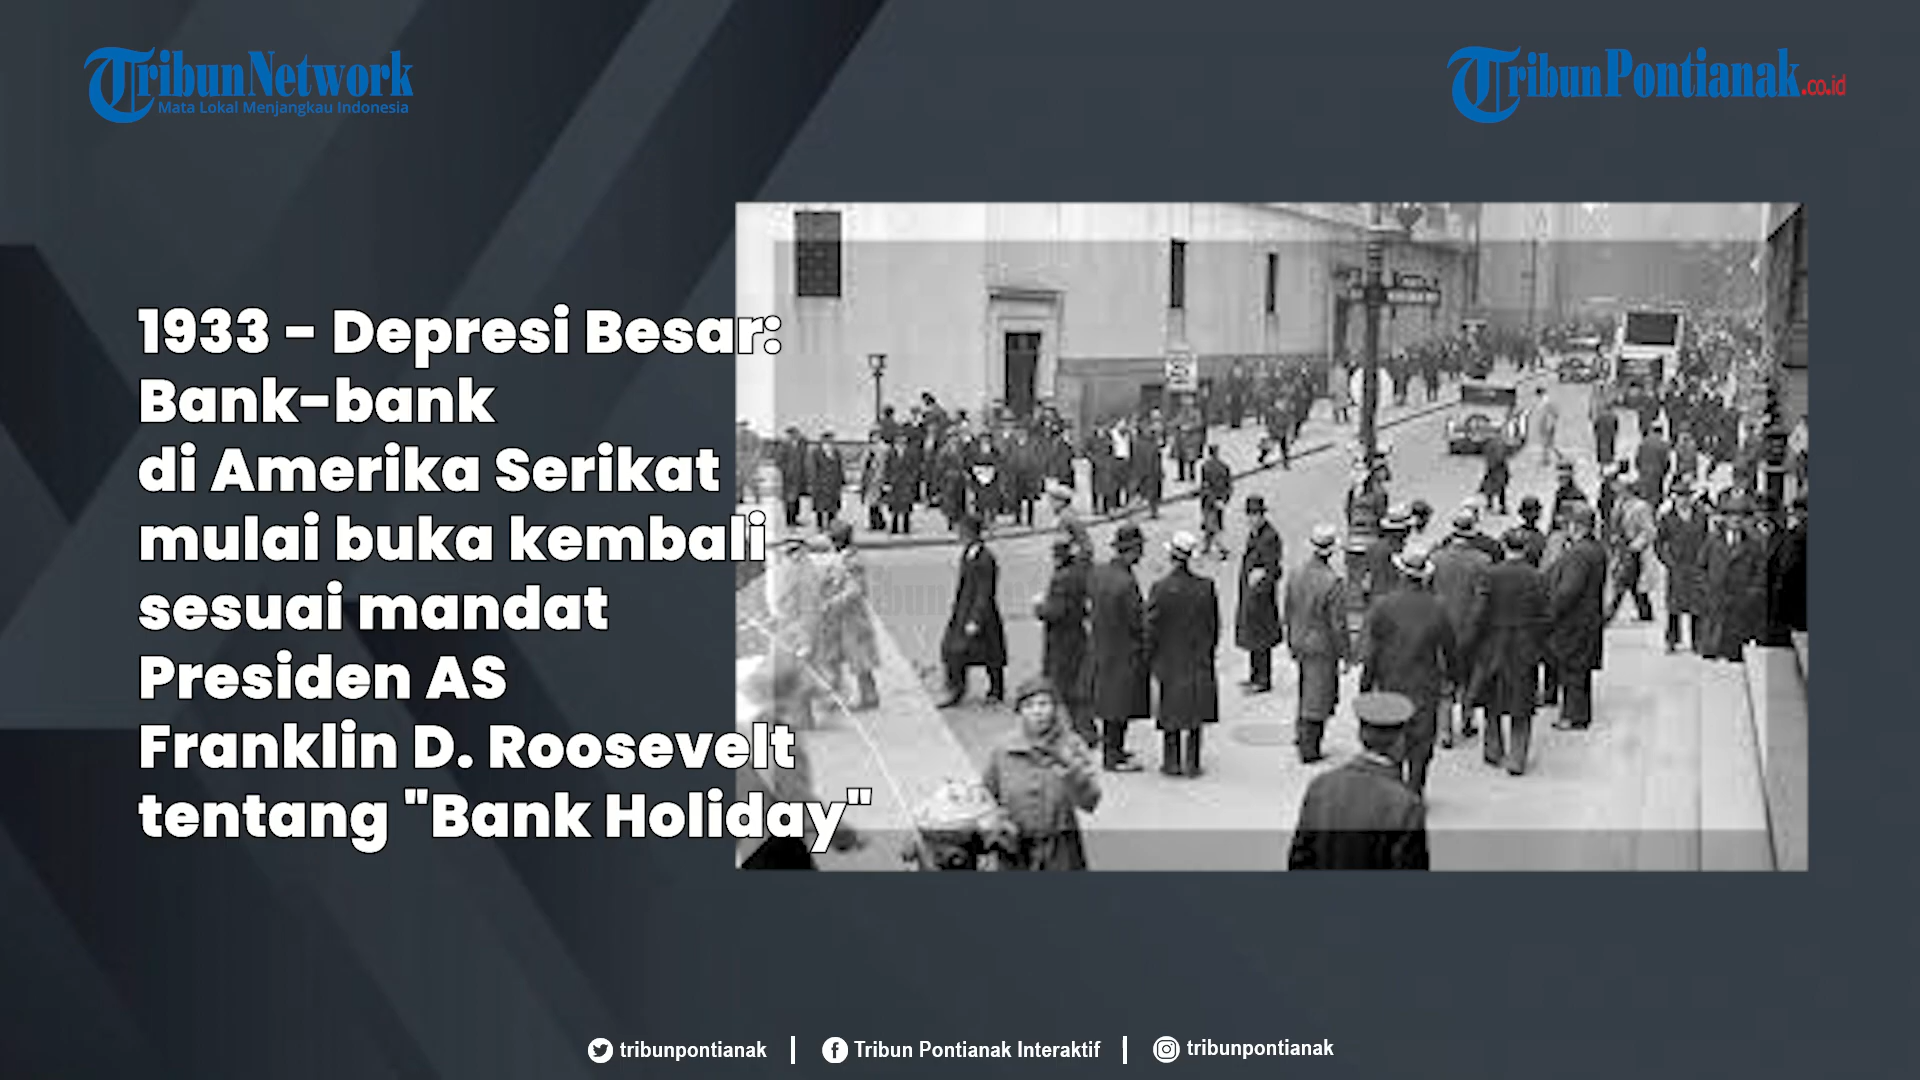 TribunNetwork
Mata Lokal Menjangkau Indonesia
TribunPontianak.co.id
1933 - Depresi Besar:
Bank-bank
di Amerika Serikat
mulai buka kembali
sesuai mandat
Presiden AS
Franklin D. Roosevelt
tentang "Bank Holiday"
tribunpontianak
Tribun Pontianak Interaktif
tribunpontianak